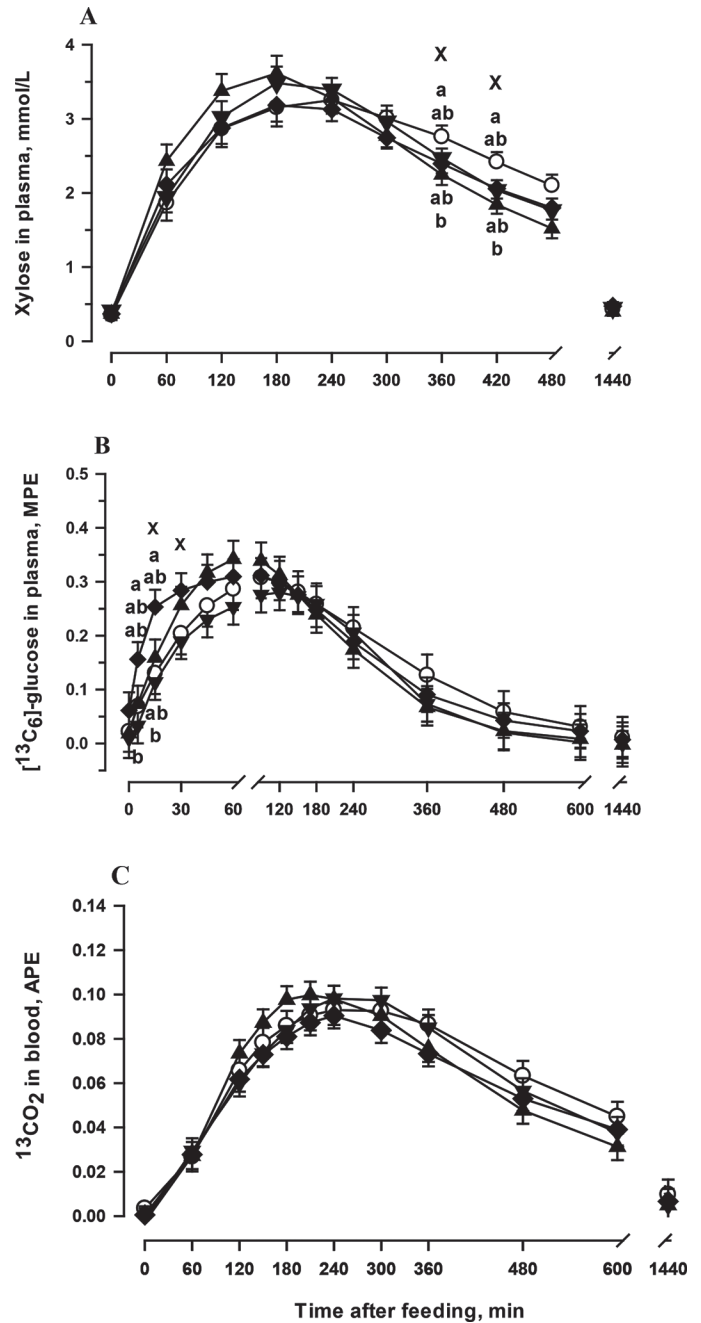 A
Xylose in plasma, mmol/L
4
3
2
1
0
X
a
ab
X
a
ab
ab
b
ab
b
0 60 120 180 240 300 360 420 480 1440
B
[13C6]-glucose in plasma, MPE
0.5
0.4
0.3
0.2
0.1
0.0
X
a
ab
X
a
ab
ab
ab
b
b
0 30 60 120 180 240 360 480 600 1440
C
13CO2 in blood, APE
0.14
0.12
0.10
0.08
0.06
0.04
0.02
0.00
0 60 120 180 240 300 360 480 600 1440
Time after feeding, min